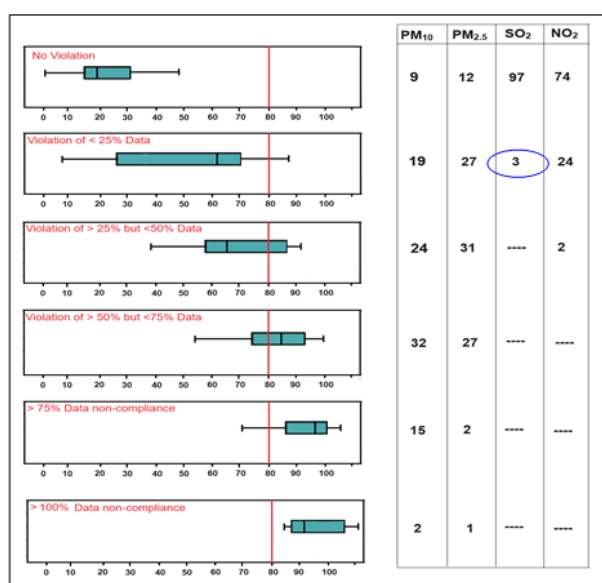 PM10 PM2.5 SO2 NO2
No Violation
9 12 97 74
0 10 20 30 40 50 60 70 80 90 100
Violation of < 25% Data
19 27 3 24
0 10 20 30 40 50 60 70 80 90 100
Violation of > 25% but <50% Data
24 31 ---- 2
0 10 20 30 40 50 60 70 80 90 100
Violation of > 50% but <75% Data
32 27 ---- ----
0 10 20 30 40 50 60 70 80 90 100
> 75% Data non-compliance
15 2 ---- ----
0 10 20 30 40 50 60 70 80 90 100
> 100% Data non-compliance
2 1 ---- ----
0 10 20 30 40 50 60 70 80 90 100